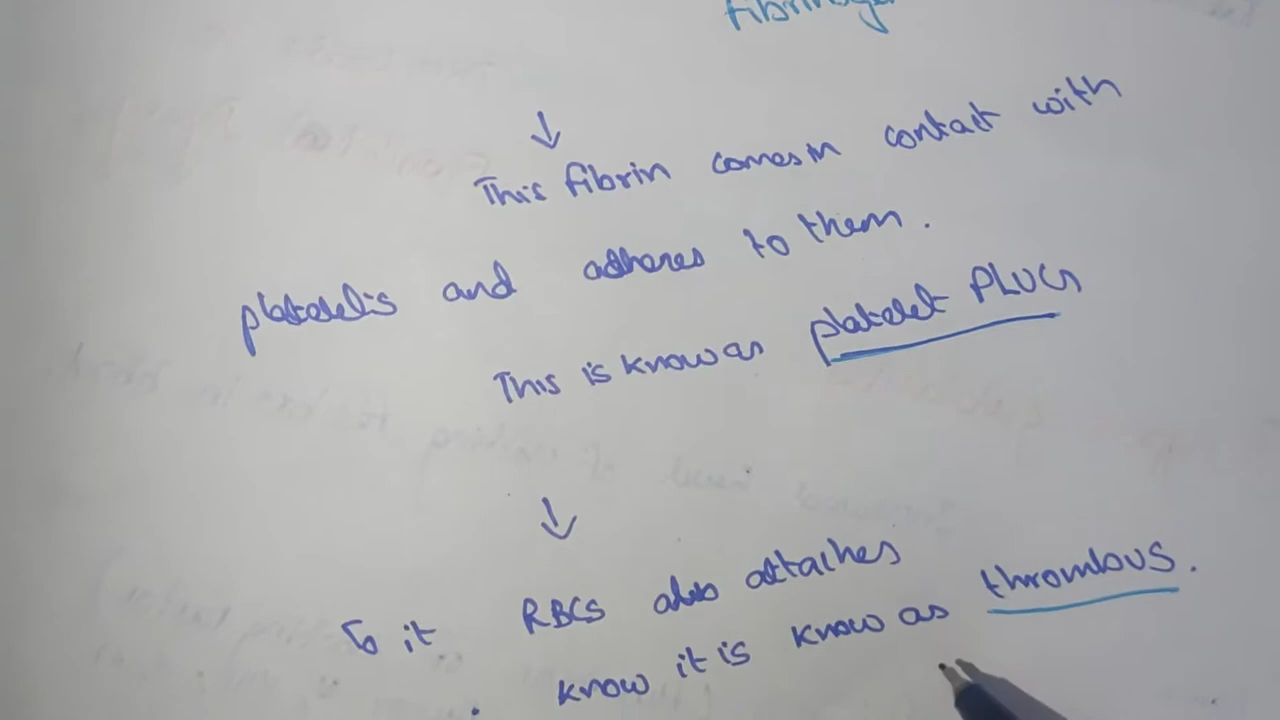 This fibrin comes in contact with
platelets and adheres to them.
This is know as platelet PLUG
To it RBCS also attaches
know it is know as thrombous.